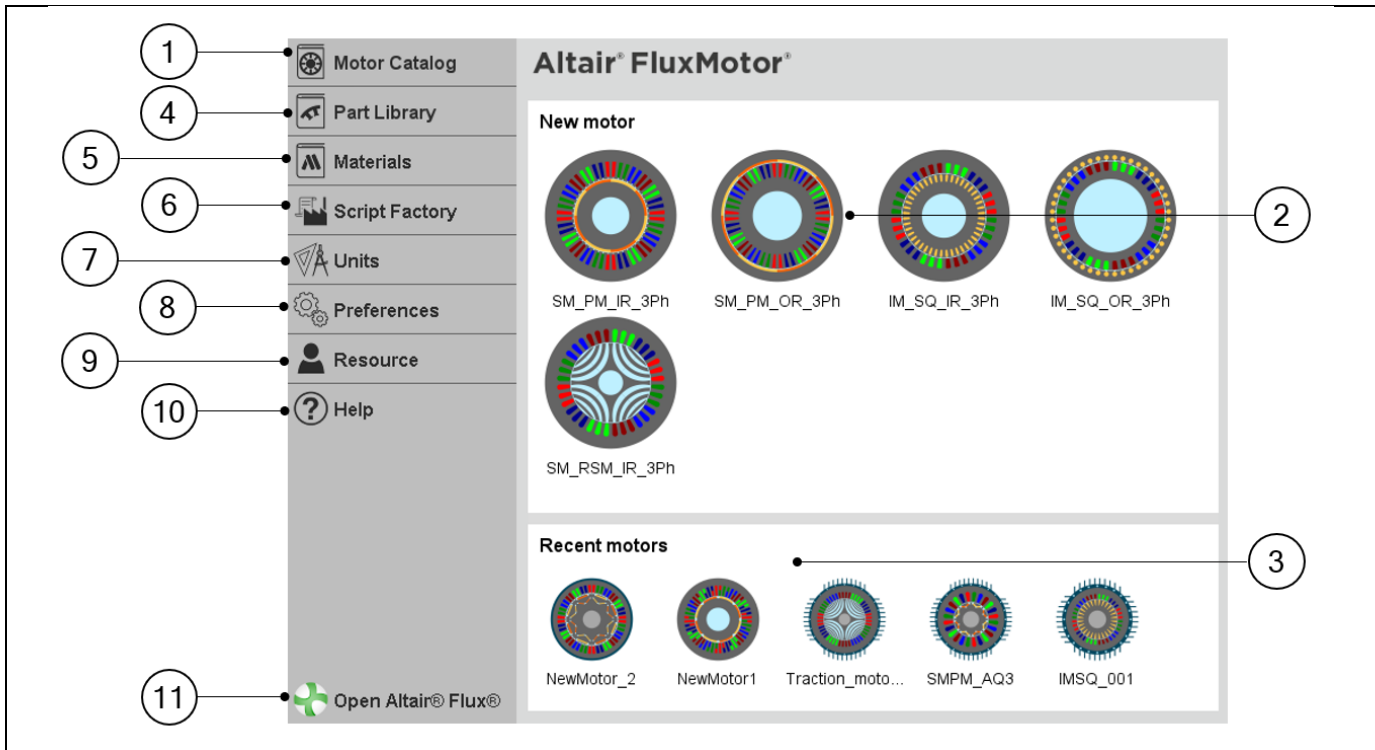 1 Motor Catalog
4 Part Library
5 Materials
6 Script Factory
7 Units
8 Preferences
9 Resource
10 ? Help
11 Open Altair® Flux®
Altair® FluxMotor®
New motor
2
SM_PM_IR_3Ph SM_PM_OR_3Ph IM_SQ_IR_3Ph IM_SQ_OR_3Ph
SM_RSM_IR_3Ph
Recent motors
3
NewMotor_2 NewMotor1 Traction_moto... SMPM_AQ3 IMSQ_001